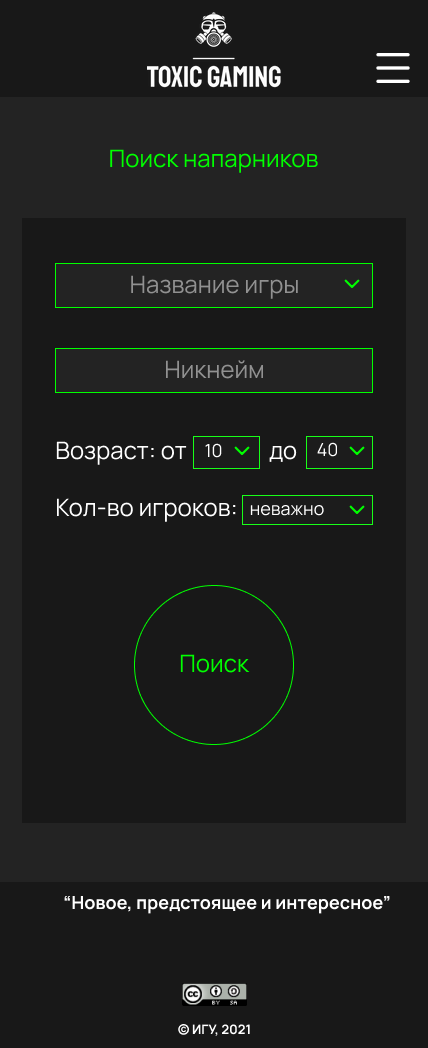 TOXIC GAMING
Поиск напарников
Название игры
Никнейм
Возраст: от 10 до 40
Кол-во игроков: неважно
Поиск
“Новое, предстоящее и интересное”
cc BY SA
© ИГУ, 2021